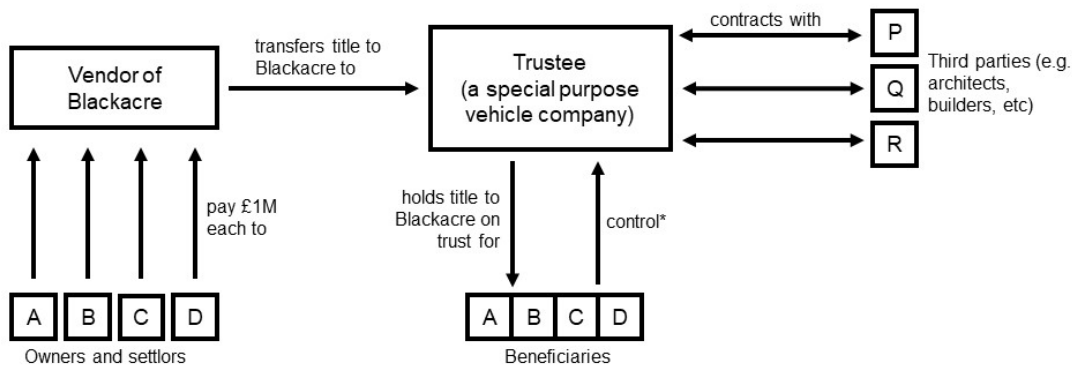 Vendor of
Blackacre
transfers title to
Blackacre to
Trustee
(a special purpose
vehicle company)
contracts with
P
Q
R
Third parties (e.g.
architects,
builders, etc)
pay £1M
each to
holds title to
Blackacre on
trust for
control*
A B C D
Owners and settlors
A B C D
Beneficiaries